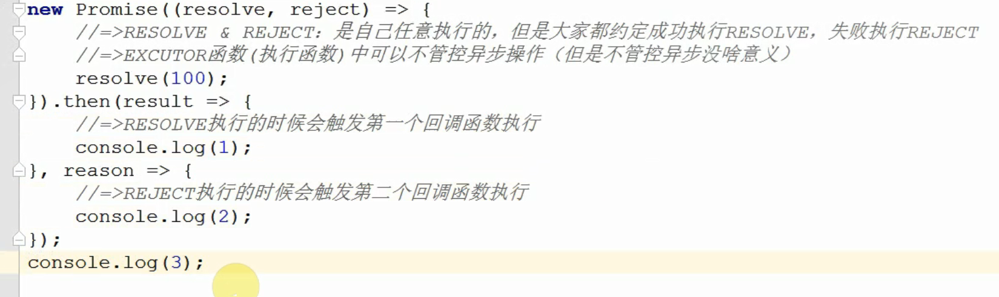 new Promise((resolve, reject) => {
    //=>RESOLVE & REJECT：是自己任意执行的，但是大家都约定成功执行RESOLVE，失败执行REJECT
    //=>EXCUTOR函数(执行函数)中可以不管控异步操作（但是不管控异步没啥意义）
    resolve(100);
}).then(result => {
    //=>RESOLVE执行的时候会触发第一个回调函数执行
    console.log(1);
}, reason => {
    //=>REJECT执行的时候会触发第二个回调函数执行
    console.log(2);
});
console.log(3);